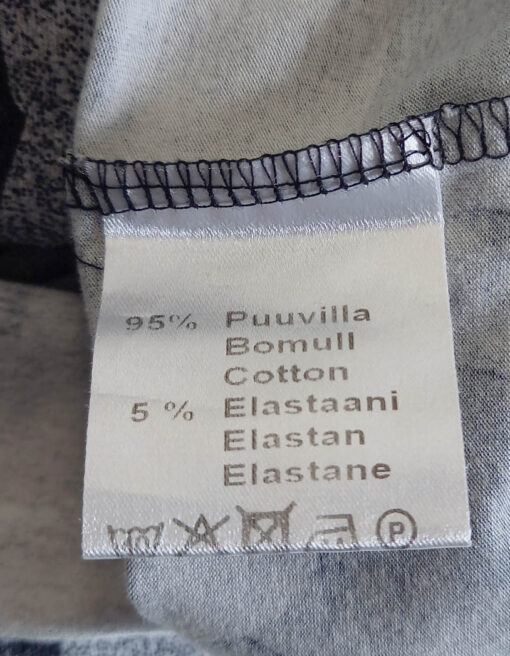 95% Puuvilla
Bomull
Cotton
5 % Elastaani
Elastan
Elastane
P